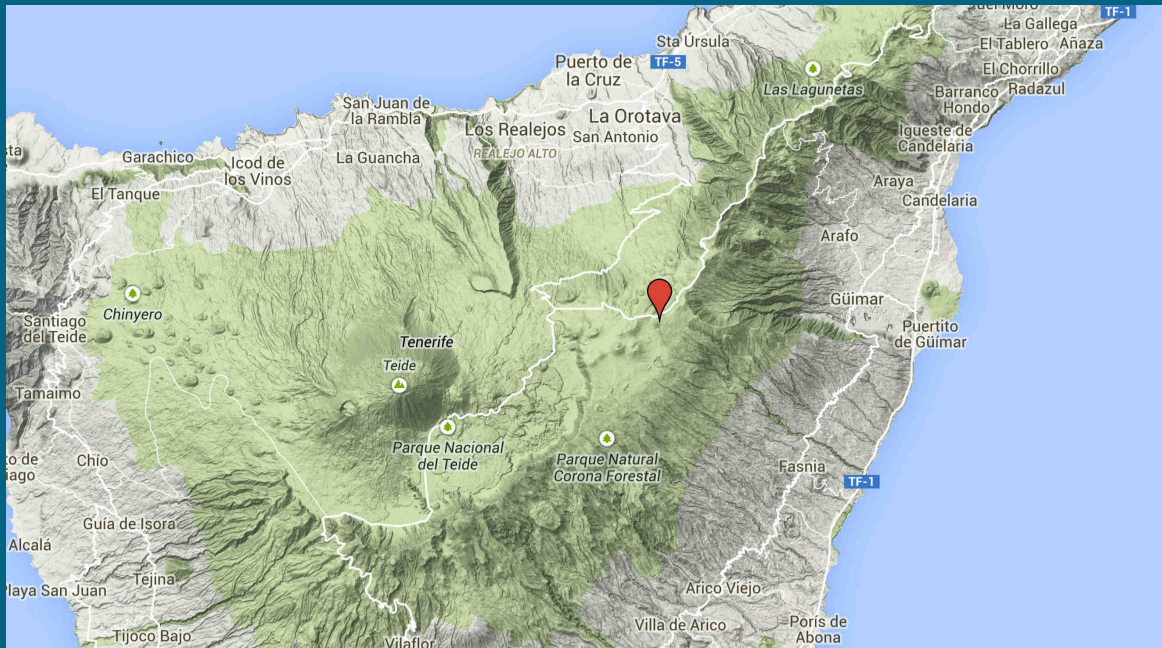 TF-1
La Gallega
Sta Úrsula
El Tablero
Añaza
Puerto de
la Cruz
TF-5
El Chorrillo
Las Lagunetas
Barranco
Hondo
Radazul
San Juan de
la Rambla
La Orotava
Los Realejos
San Antonio
Igueste de
Candelaria
REALEJO ALTO
Garachico
Icod de
los Vinos
La Guancha
El Tanque
Araya
Candelaria
Arafo
Chinyero
Güimar
Santiago
del Teide
Puertito
de Güímar
Tenerife
Teide
Tamaimo
Parque Nacional
del Teide
Parque Natural
Corona Forestal
Chío
Fasnia
TF-1
Guía de Isora
Alcalá
Tejina
Playa San Juan
Arico Viejo
Villa de Arico
Porís de
Abona
Tijoco Bajo
Vilaflor